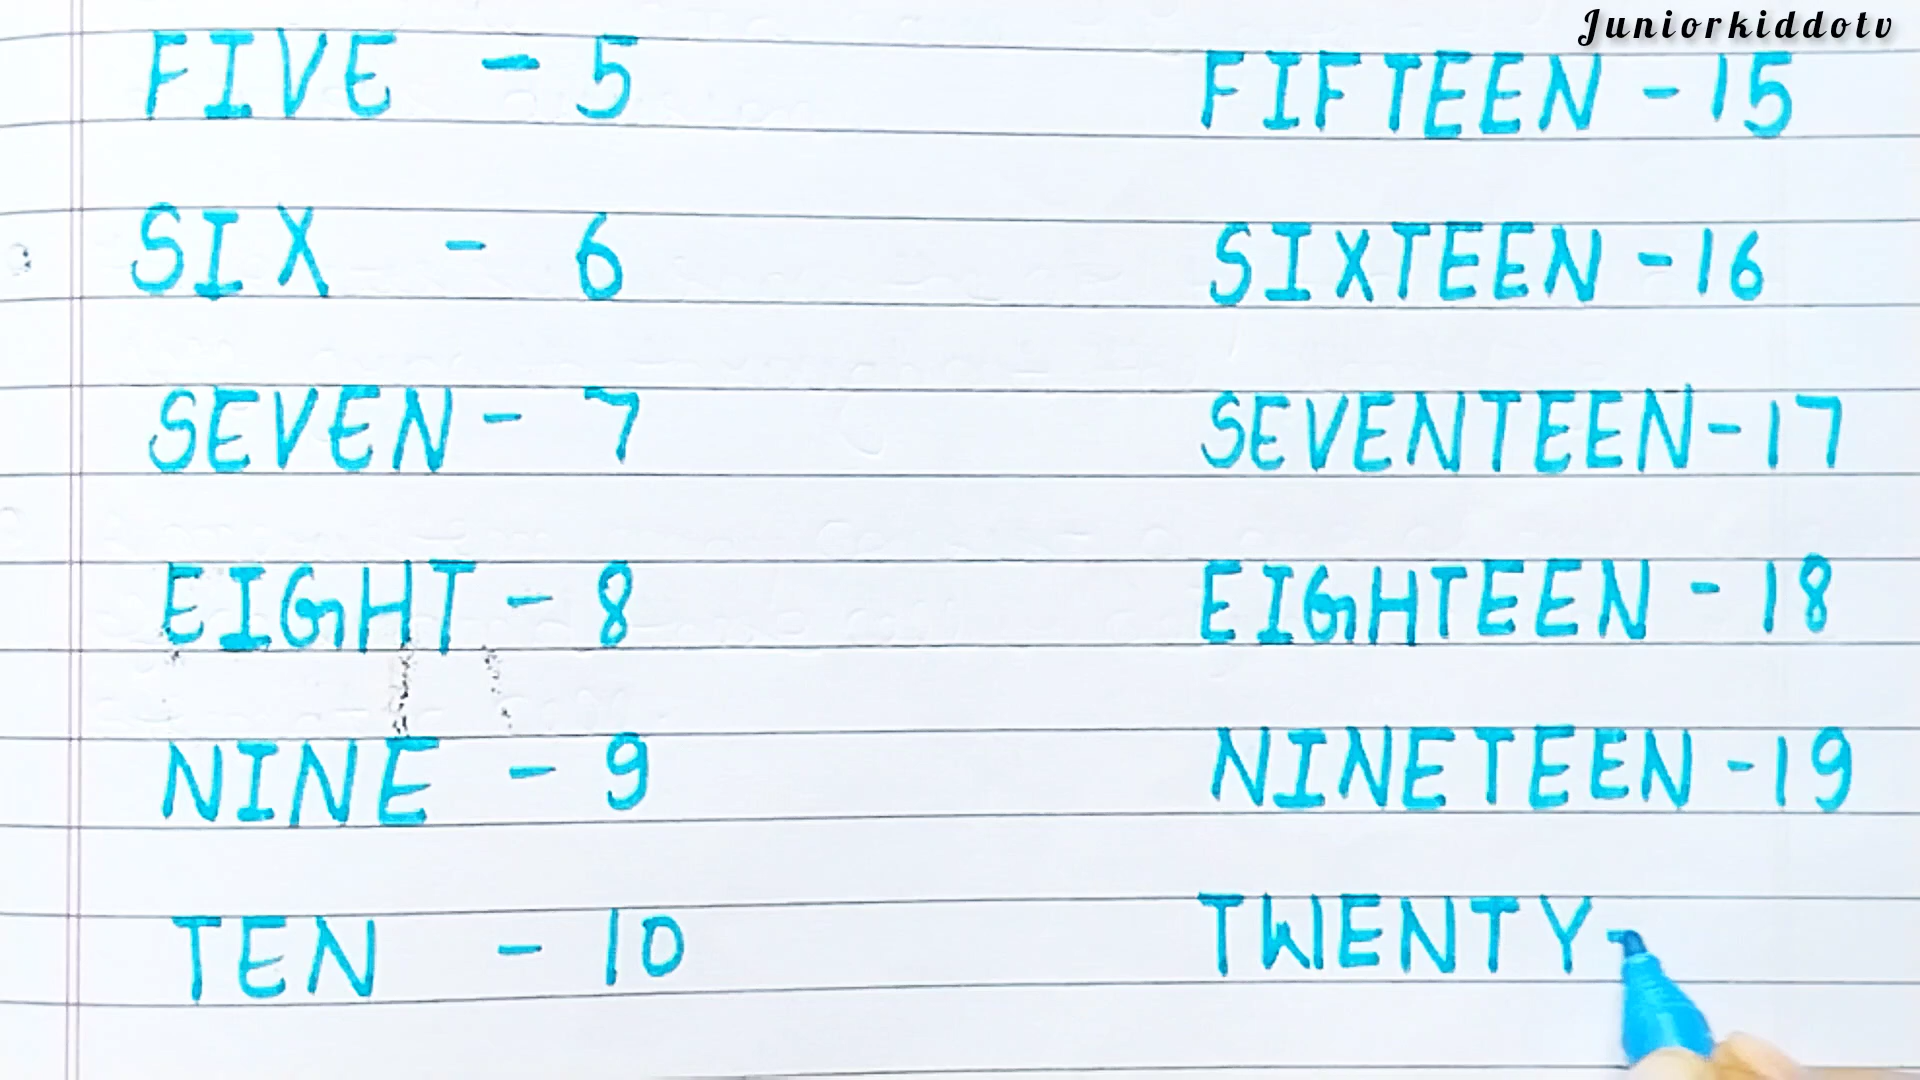 Juniorkiddotv
FIVE - 5
SIX - 6
SEVEN - 7
EIGHT - 8
NINE - 9
TEN - 10
FIFTEEN - 15
SIXTEEN - 16
SEVENTEEN - 17
EIGHTEEN - 18
NINETEEN - 19
TWENTY -